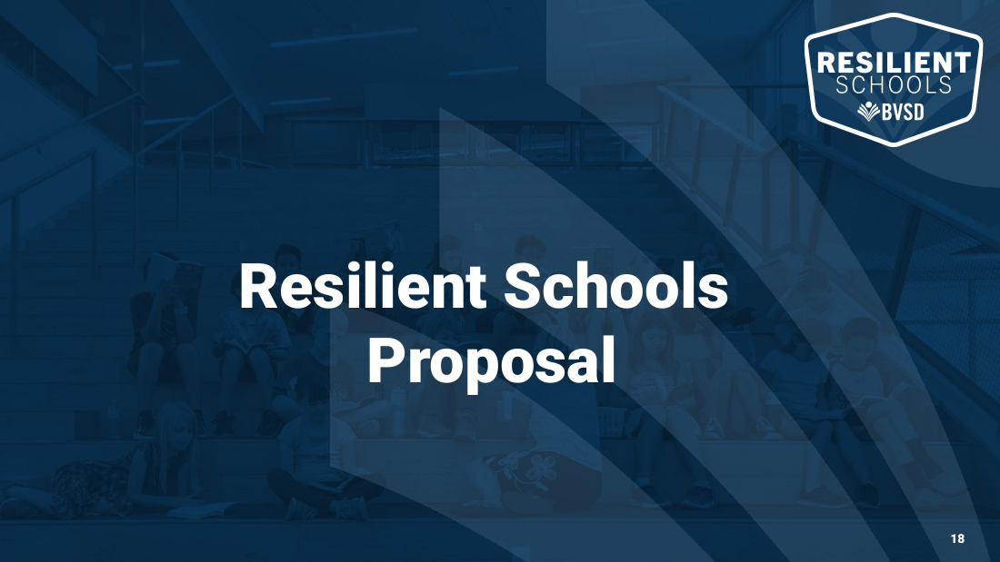 RESILIENT
SCHOOLS
BVSD
Resilient Schools
Proposal
18